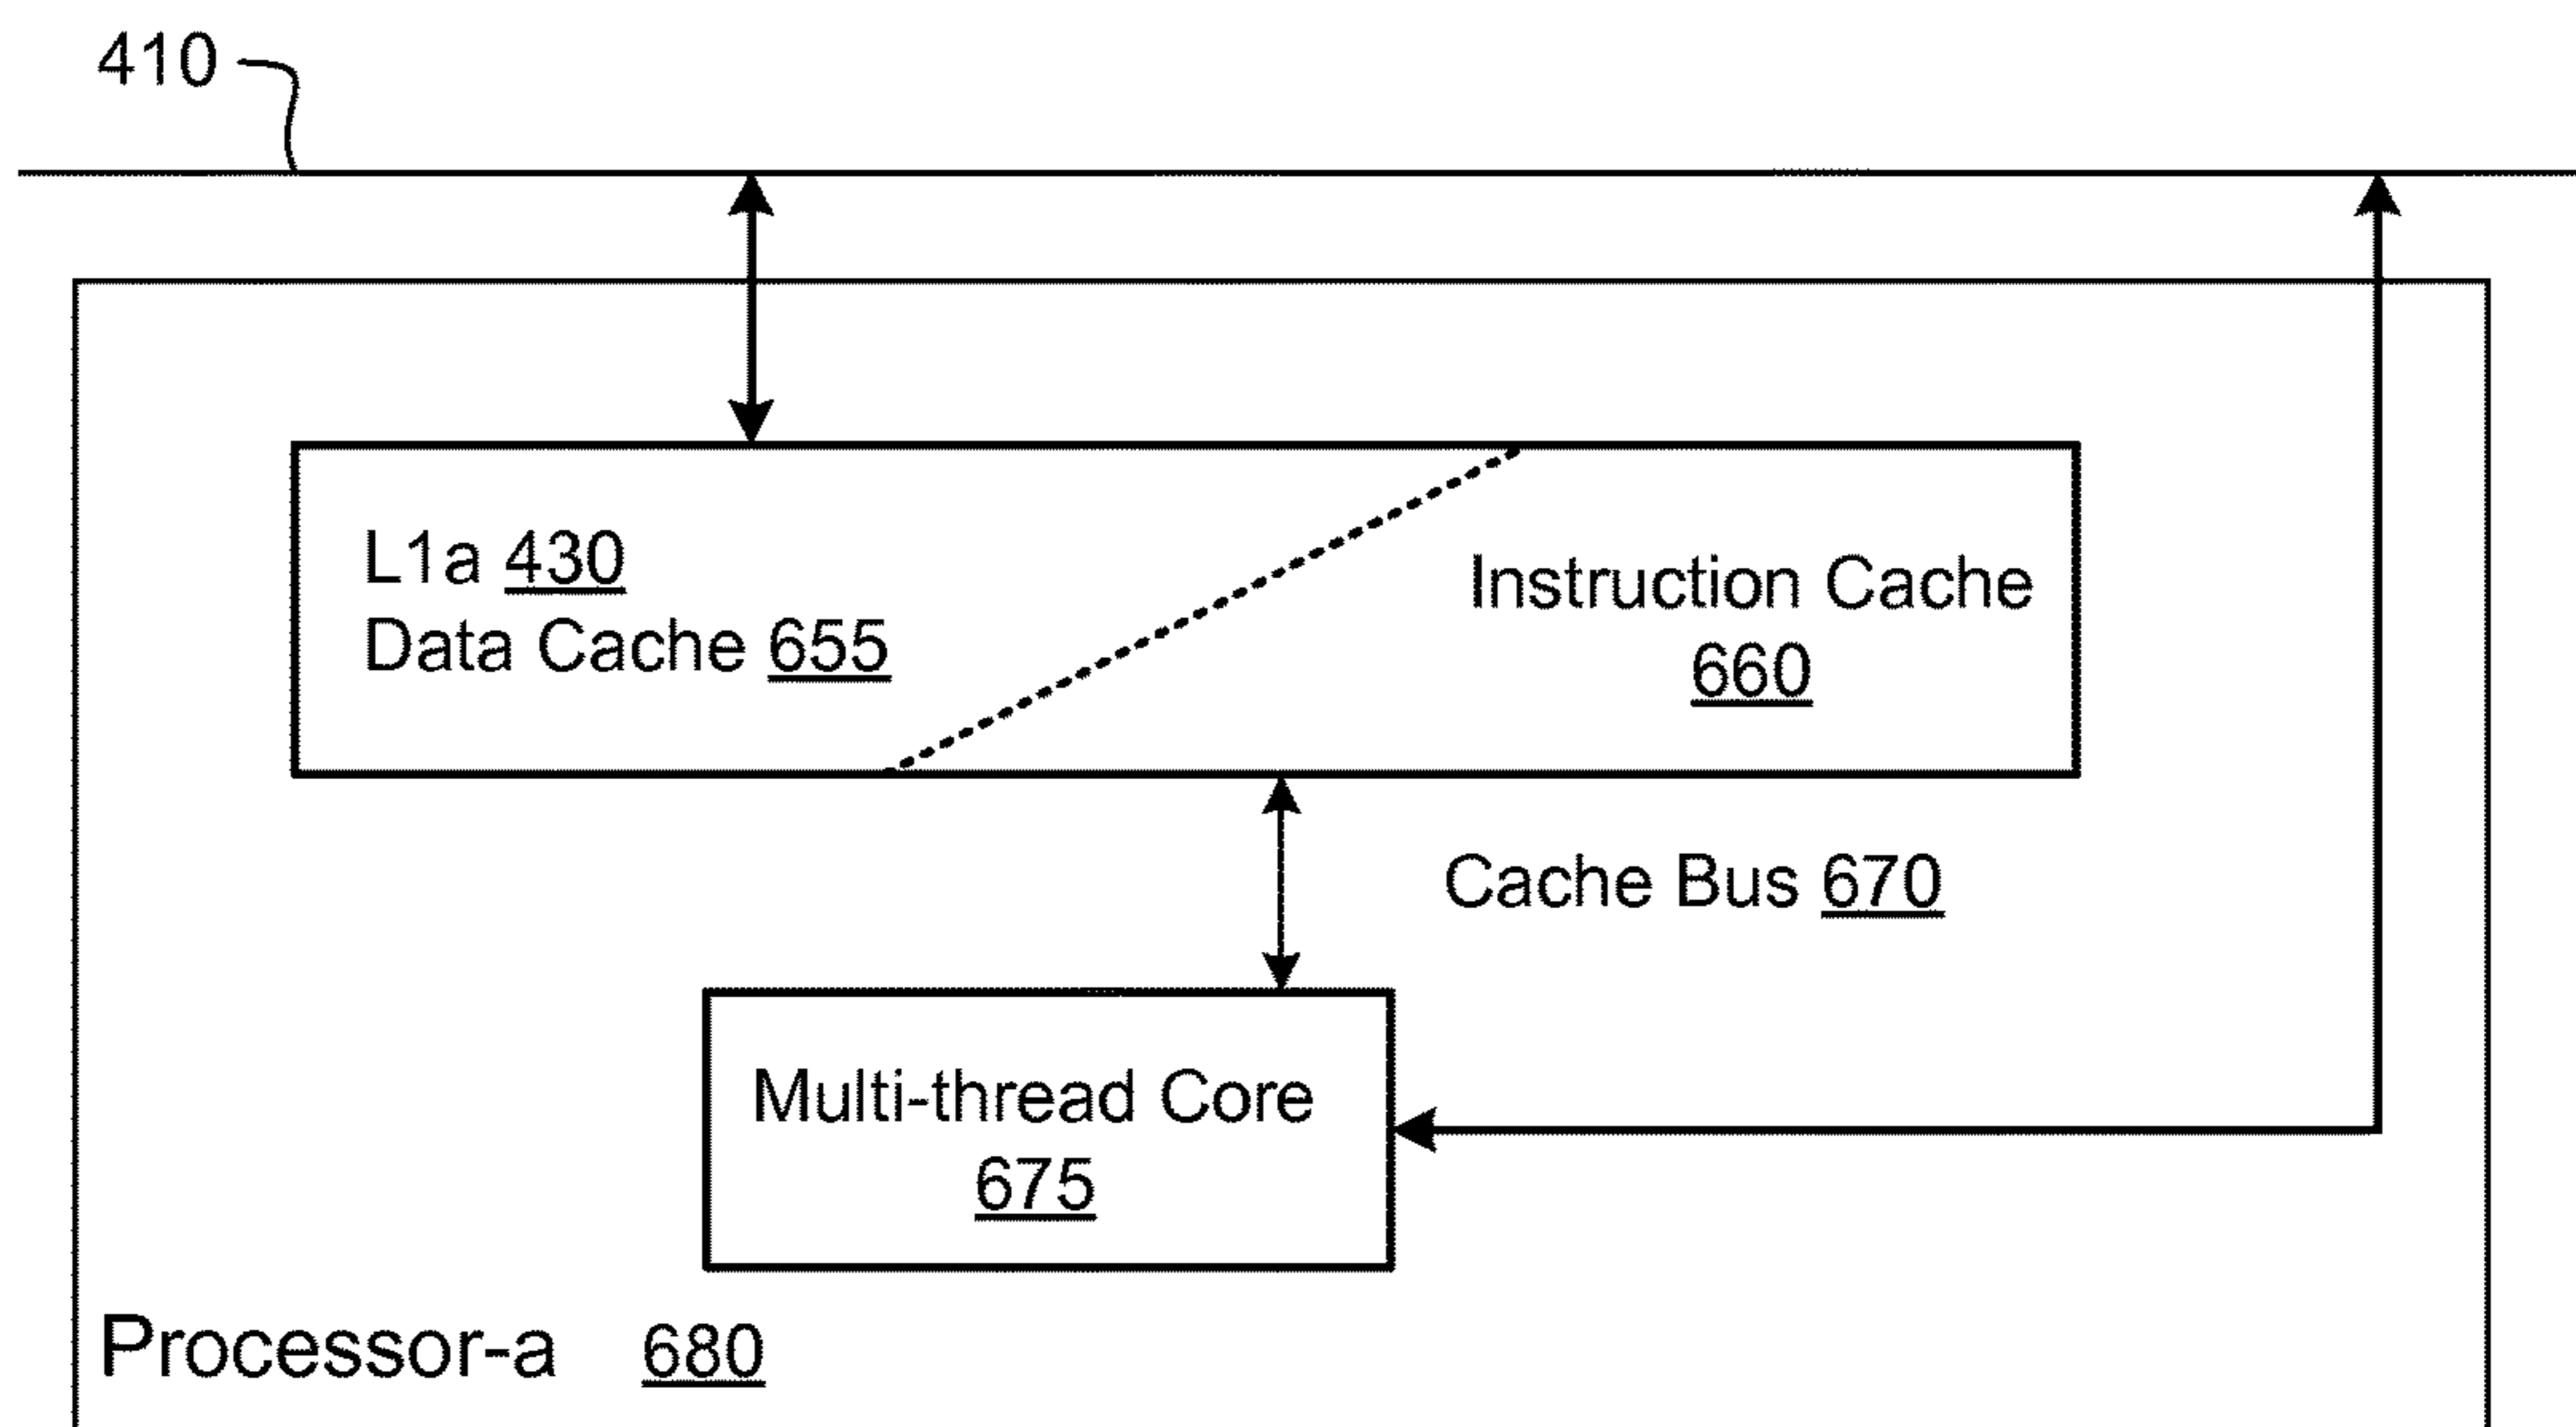 410
L1a 430
Data Cache 655
Instruction Cache
660
Cache Bus 670
Multi-thread Core
675
Processor-a 680